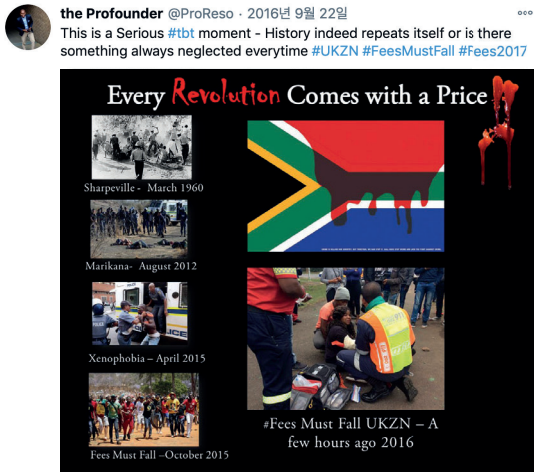 the Profounder @ProReso · 2016년 9월 22일
This is a Serious #tbt moment - History indeed repeats itself or is there
something always neglected everytime #UKZN #FeesMustFall #Fees2017
Every Revolution Comes with a Price !!
Sharpeville - March 1960
Marikana- August 2012
Xenophobia – April 2015
Fees Must Fall –October 2015
#Fees Must Fall UKZN – A
few hours ago 2016